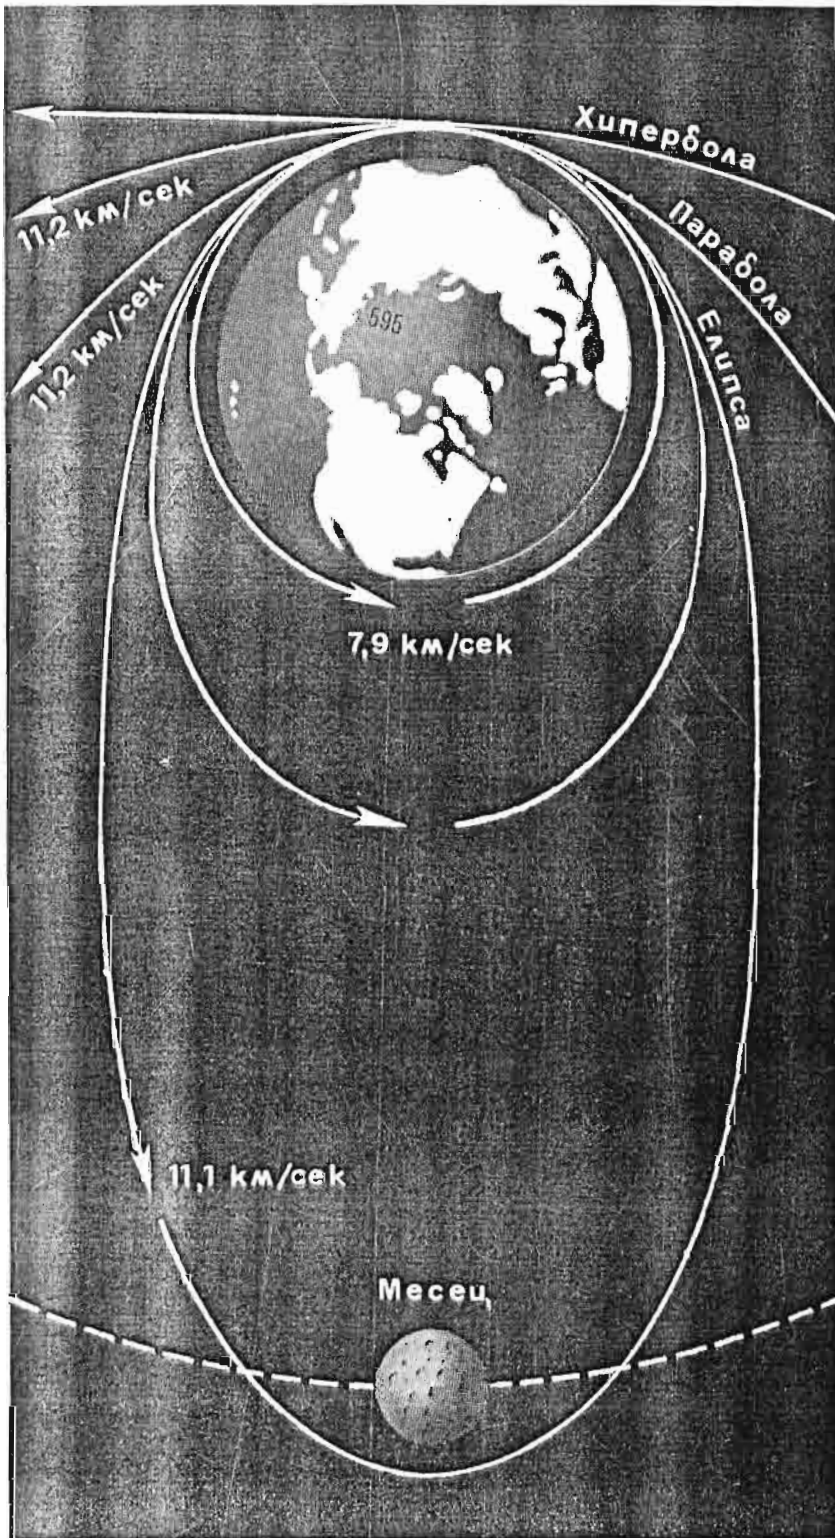 Хипербола
11,2 км/сек
Парабола
11,2 км/сек
Елипса
595
7,9 км/сек
11,1 км/сек
Месец